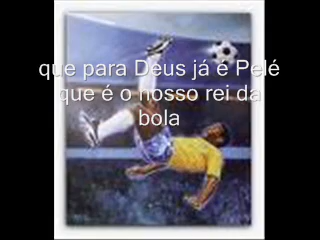 que para Deus já é Pelé
que é o nosso rei da
bola